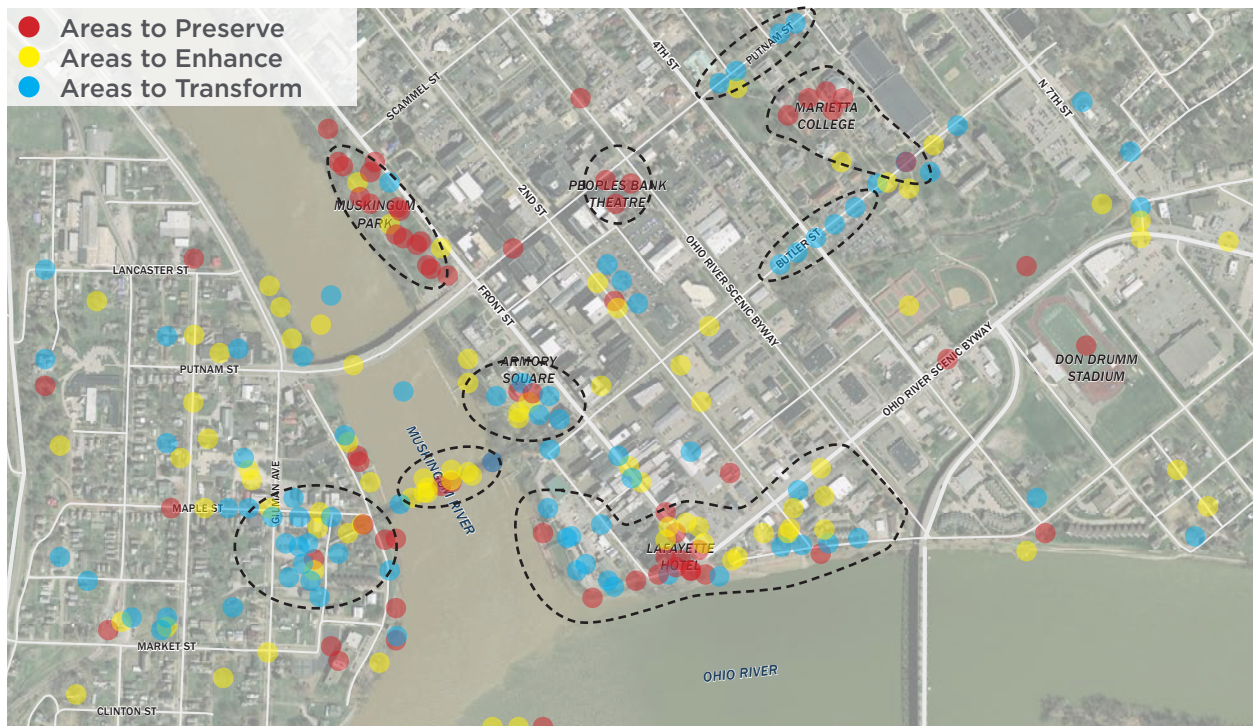 Areas to Preserve
Areas to Enhance
Areas to Transform
SCAMMEL ST
4TH ST
PUTNAM ST
N 7TH ST
MARIETTA
COLLEGE
PEOPLES BANK
THEATRE
2ND ST
MUSKINGUM
PARK
BUTLER ST
OHIO RIVER SCENIC BYWAY
LANCASTER ST
FRONT ST
PUTNAM ST
ARMORY
SQUARE
OHIO RIVER SCENIC BYWAY
DON DRUMM
STADIUM
MUSKINGUM RIVER
GILMAN AVE
MAPLE ST
LAFAYETTE
HOTEL
MARKET ST
OHIO RIVER
CLINTON ST